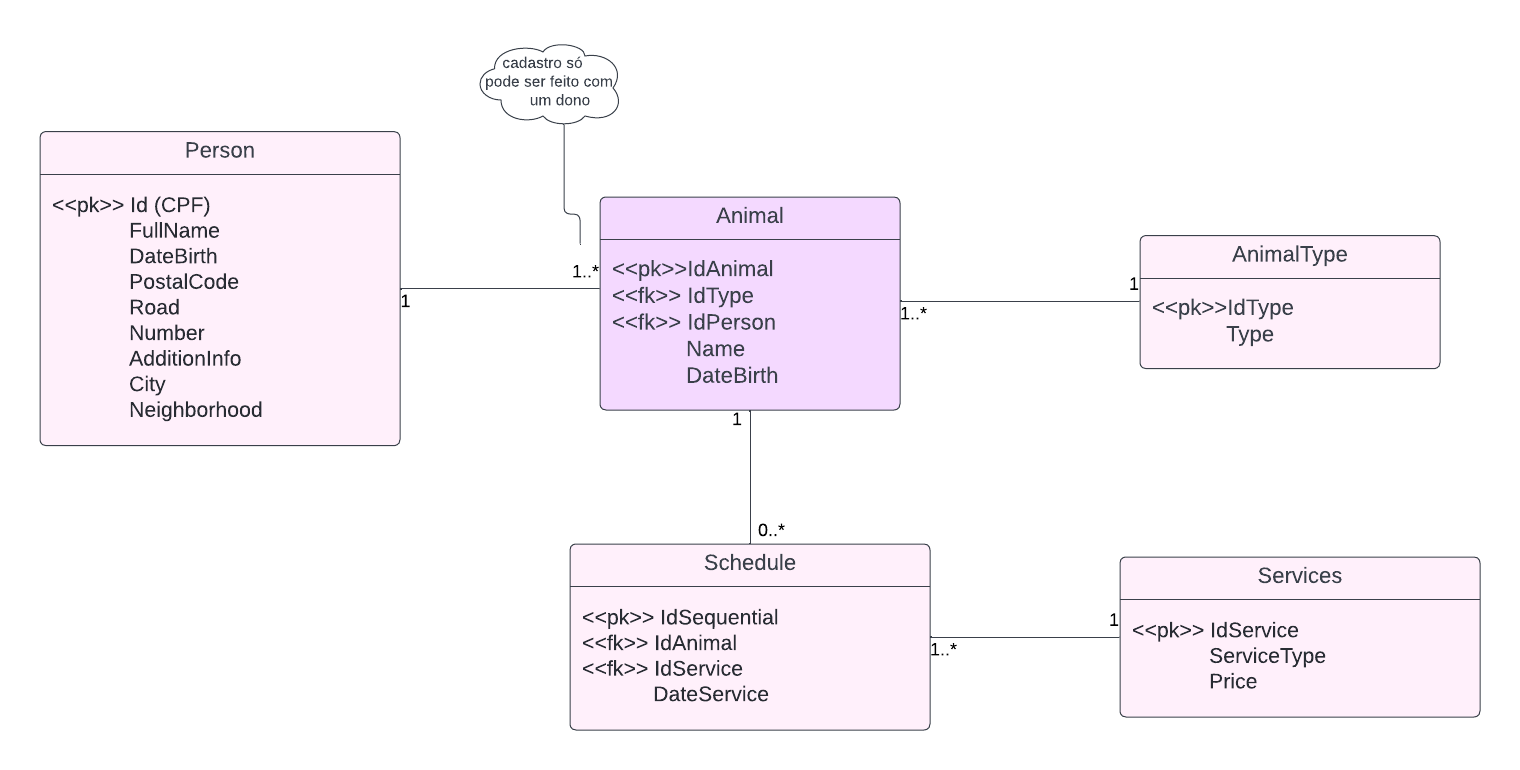 cadastro só
pode ser feito com
um dono
Person
<<pk>> Id (CPF)
FullName
DateBirth
PostalCode
Road
Number
AdditionInfo
City
Neighborhood
1
1..*
Animal
<<pk>>IdAnimal
<<fk>> IdType
<<fk>> IdPerson
Name
DateBirth
1..*
1
AnimalType
<<pk>>IdType
Type
1
0..*
Schedule
<<pk>> IdSequential
<<fk>> IdAnimal
<<fk>> IdService
DateService
1..*
1
Services
<<pk>> IdService
ServiceType
Price